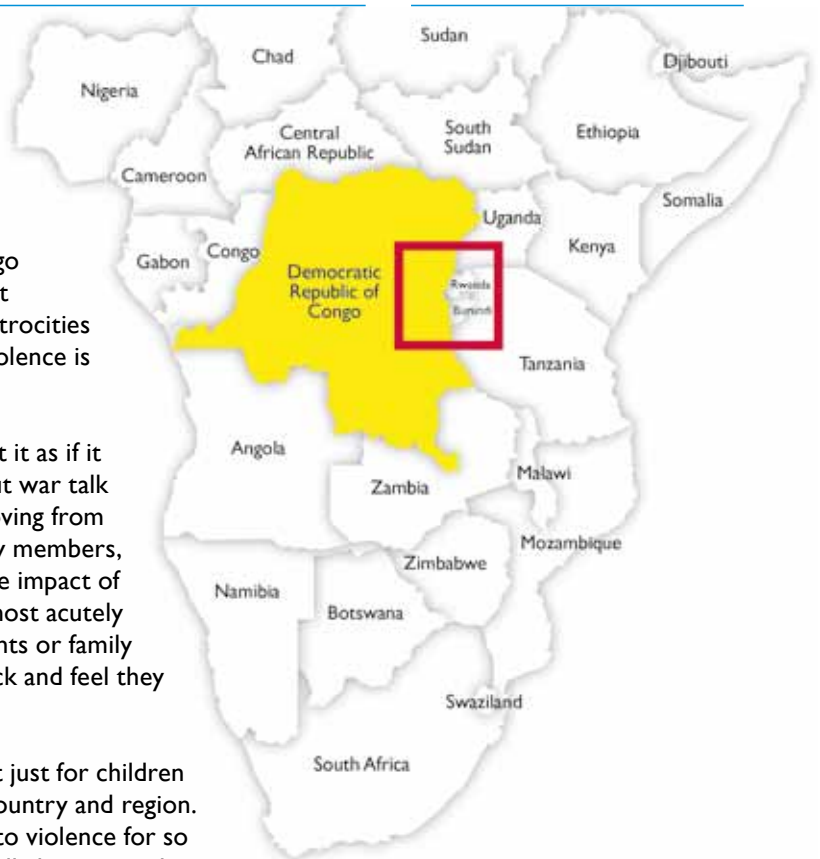 Sudan
Chad
Djibouti
Nigeria
Central
African Republic
South
Sudan
Ethiopia
Cameroon
Somalia
Uganda
Gabon
Congo
Kenya
Democratic
Republic of
Congo
Rwanda
Burundi
Tanzania
Angola
Malawi
Zambia
Mozambique
Zimbabwe
Namibia
Botswana
Swaziland
South Africa
go
t
trocities
olence is
t it as if it
ut war talk
oving from
y members,
e impact of
most acutely
nts or family
ck and feel they
t just for children
ountry and region.
to violence for so